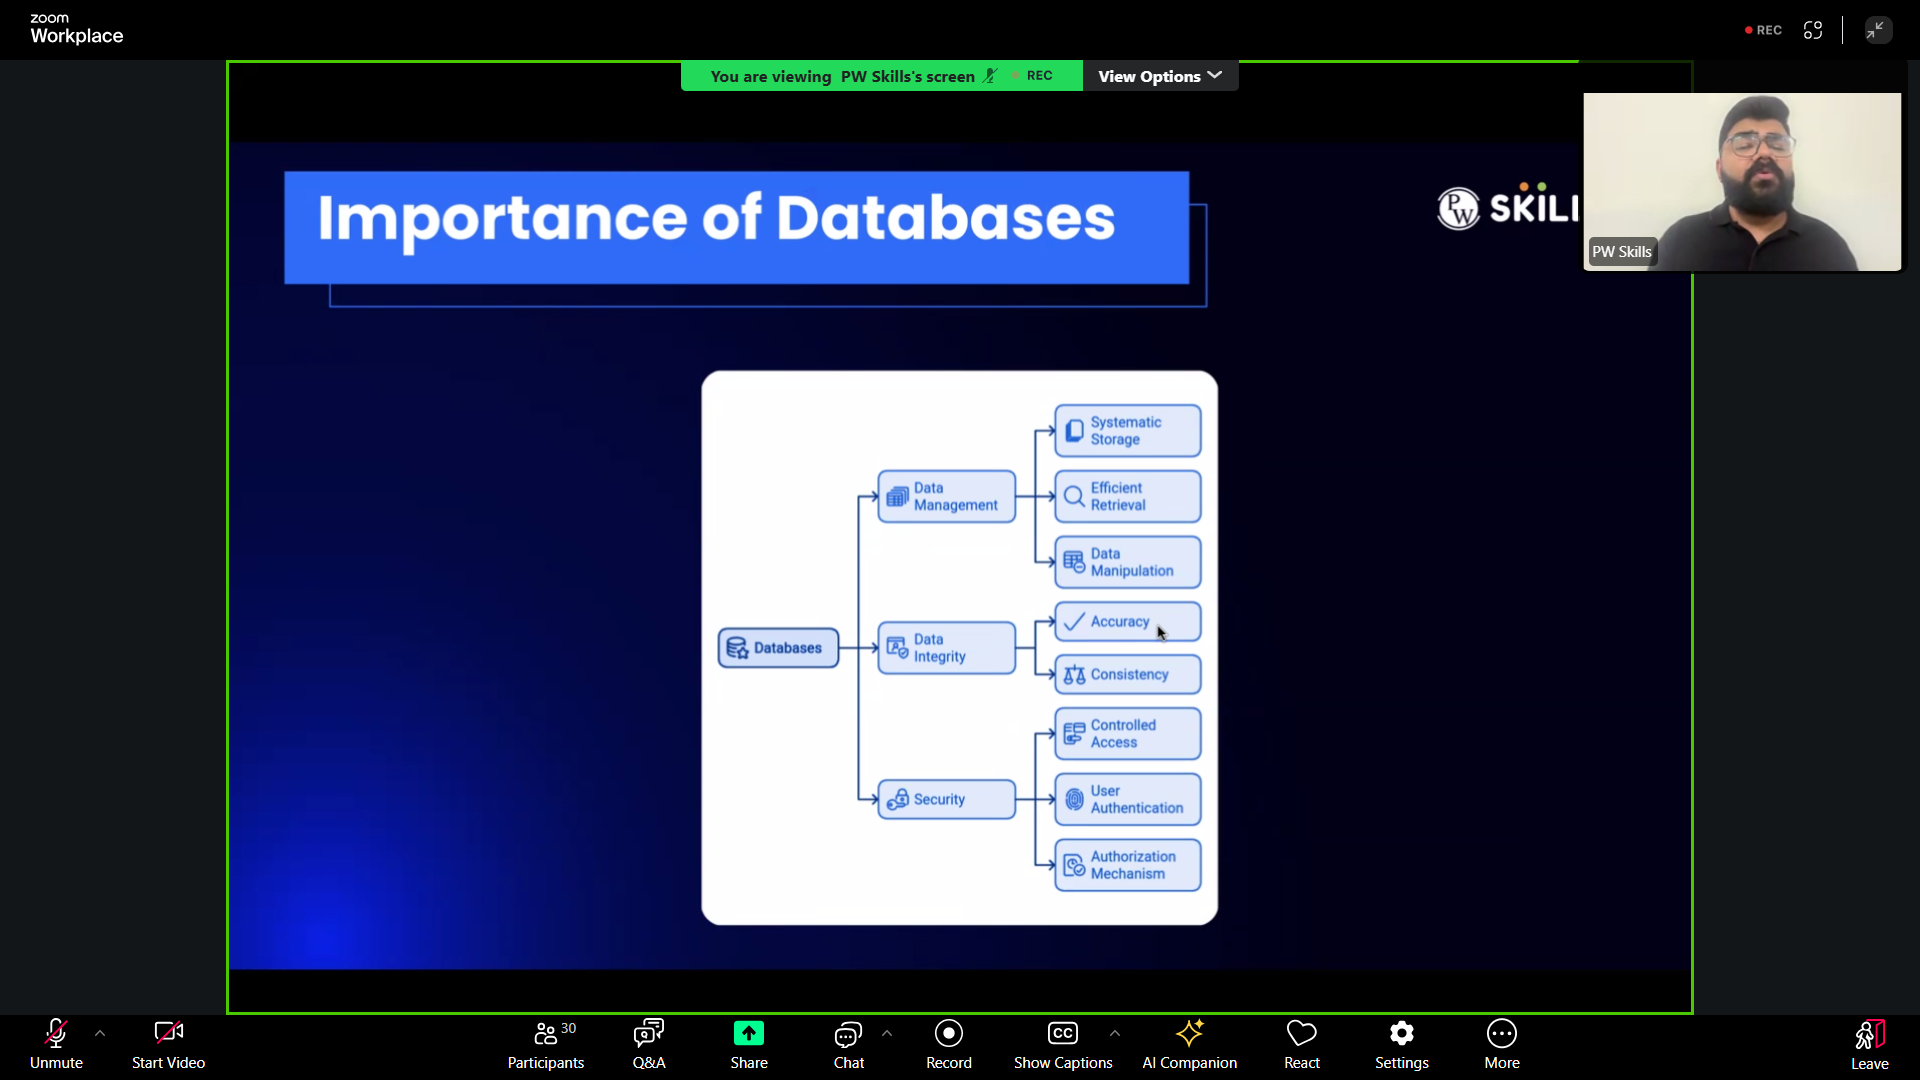 zoom
Workplace
REC
You are viewing PW Skills's screen
REC
View Options
Importance of Databases
PW
PW Skills
Systematic
Storage
Data
Management
Efficient
Retrieval
Data
Manipulation
Accuracy
Databases
Data
Integrity
Consistency
Controlled
Access
Security
User
Authentication
Authorization
Mechanism
Unmute
Start Video
Participants
30
Q&A
Share
Chat
Record
CC
Show Captions
AI Companion
React
Settings
More
Leave